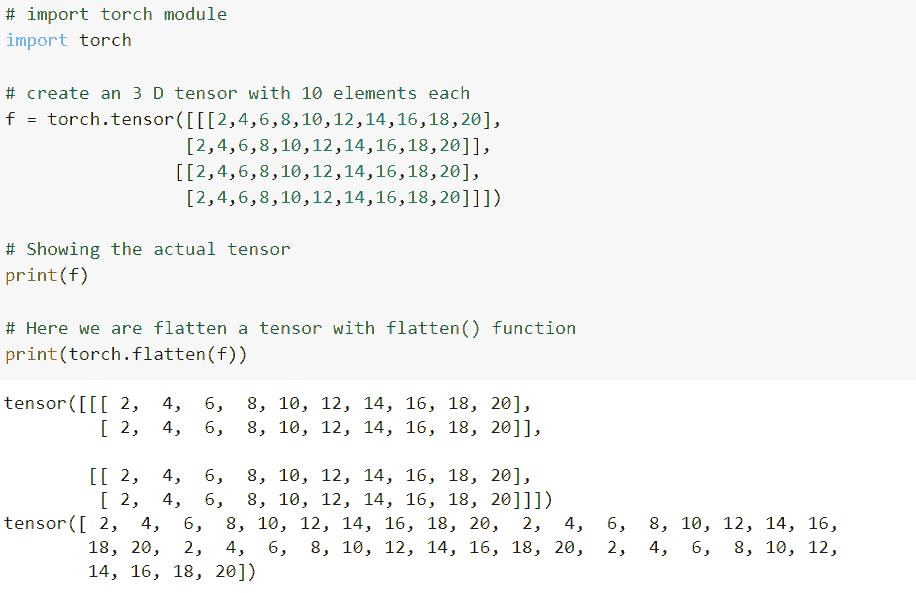 # import torch module
import torch
# create an 3 D tensor with 10 elements each
f = torch.tensor([[[2,4,6,8,10,12,14,16,18,20],
[2,4,6,8,10,12,14,16,18,20]],
[[2,4,6,8,10,12,14,16,18,20],
[2,4,6,8,10,12,14,16,18,20]]])
# Showing the actual tensor
print(f)
# Here we are flatten a tensor with flatten() function
print(torch.flatten(f))
tensor([[[ 2,  4,  6,  8, 10, 12, 14, 16, 18, 20],
[ 2,  4,  6,  8, 10, 12, 14, 16, 18, 20]],
[[ 2,  4,  6,  8, 10, 12, 14, 16, 18, 20],
[ 2,  4,  6,  8, 10, 12, 14, 16, 18, 20]]])
tensor([ 2,  4,  6,  8, 10, 12, 14, 16, 18, 20,  2,  4,  6,  8, 10, 12, 14, 16,
18, 20,  2,  4,  6,  8, 10, 12, 14, 16, 18, 20,  2,  4,  6,  8, 10, 12,
14, 16, 18, 20])